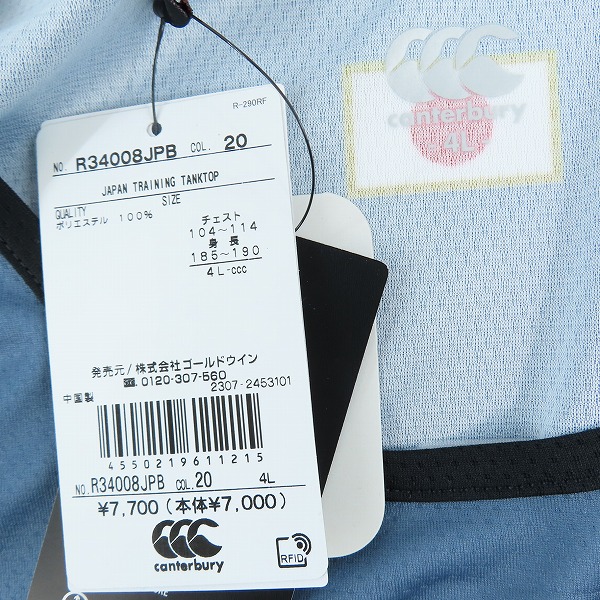 R-290RF
NO. R34008JPB COL. 20
JAPAN TRAINING TANKTOP
QUALITY SIZE
ポリエステル 100%
チェスト
104～114
身長
185～190
4L-ccc
発売元/株式会社ゴールドウイン
☎0120-307-560
中国製 2307-2453101
4550219611215
NO. R34008JPB COL. 20 4L
¥7,700(本体¥7,000)
canterbury
RFID
canterbury
4L